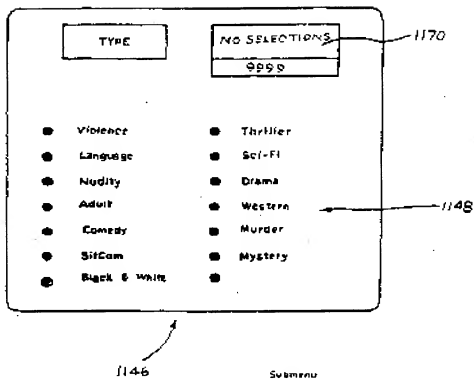 TYPE
NO SELECTIONS
9999
1170
Violence
Thriller
Language
Sci-Fi
Nudity
Drama
Adult
Western
1148
Comedy
Murder
SitCom
Mystery
Black & White
1146
Submenu